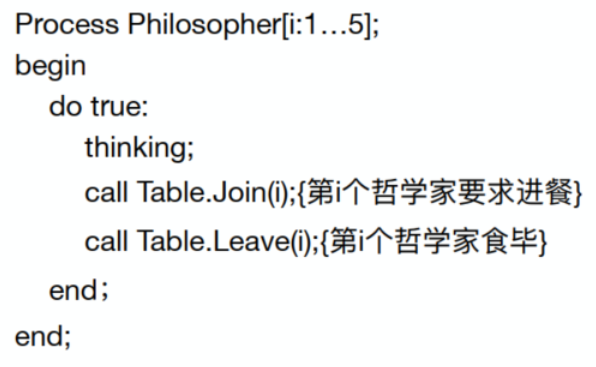 Process Philosopher[i:1…5];
begin
do true:
thinking;
call Table.Join(i);{第i个哲学家要求进餐}
call Table.Leave(i);{第i个哲学家食毕}
end；
end;